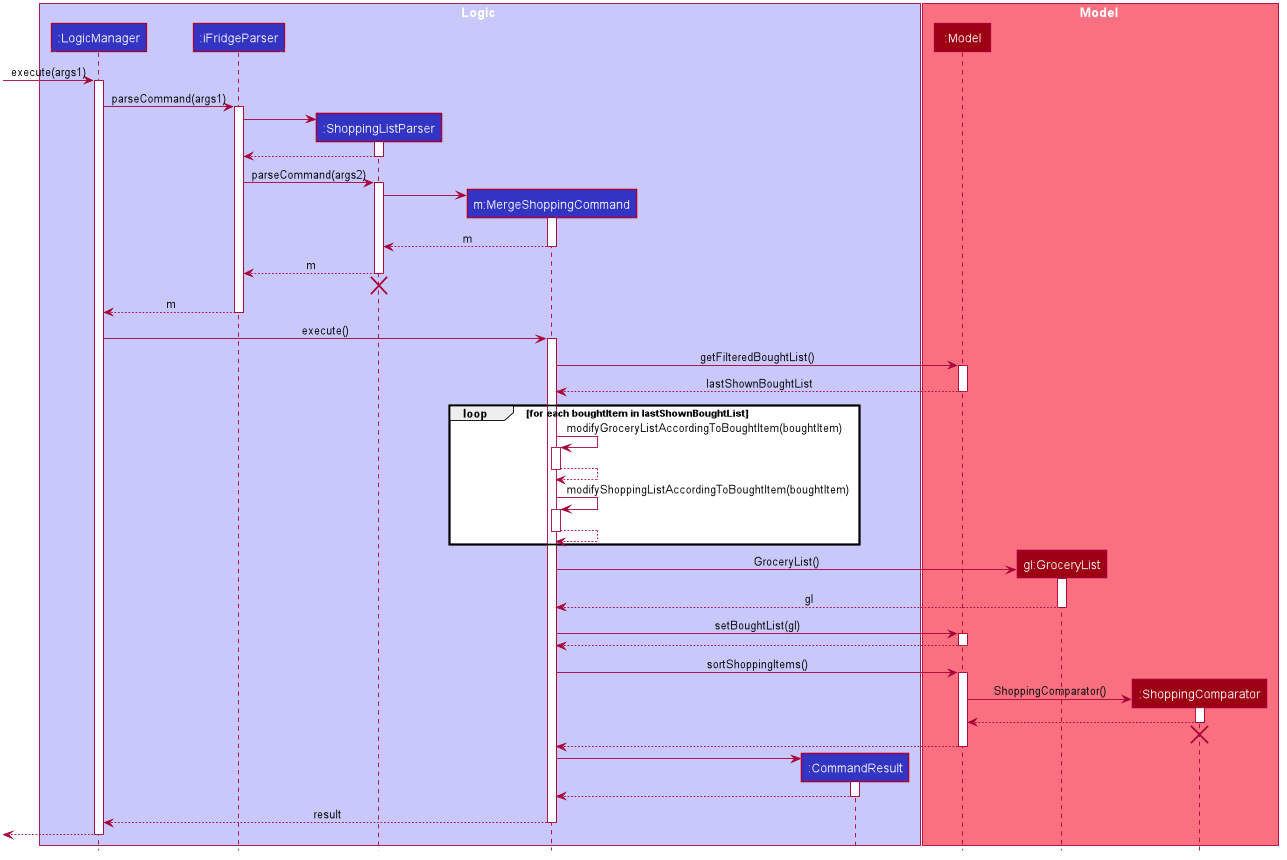 Logic
Model
:LogicManager
:iFridgeParser
:Model
execute(args1)
parseCommand(args1)
:ShoppingListParser
parseCommand(args2)
m:MergeShoppingCommand
m
m
m
execute()
getFilteredBoughtList()
lastShownBoughtList
loop [for each boughtItem in lastShownBoughtList]
modifyGroceryListAccordingToBoughtItem(boughtItem)
modifyShoppingListAccordingToBoughtItem(boughtItem)
GroceryList()
gl:GroceryList
gl
setBoughtList(gl)
sortShoppingItems()
ShoppingComparator()
:ShoppingComparator
:CommandResult
result